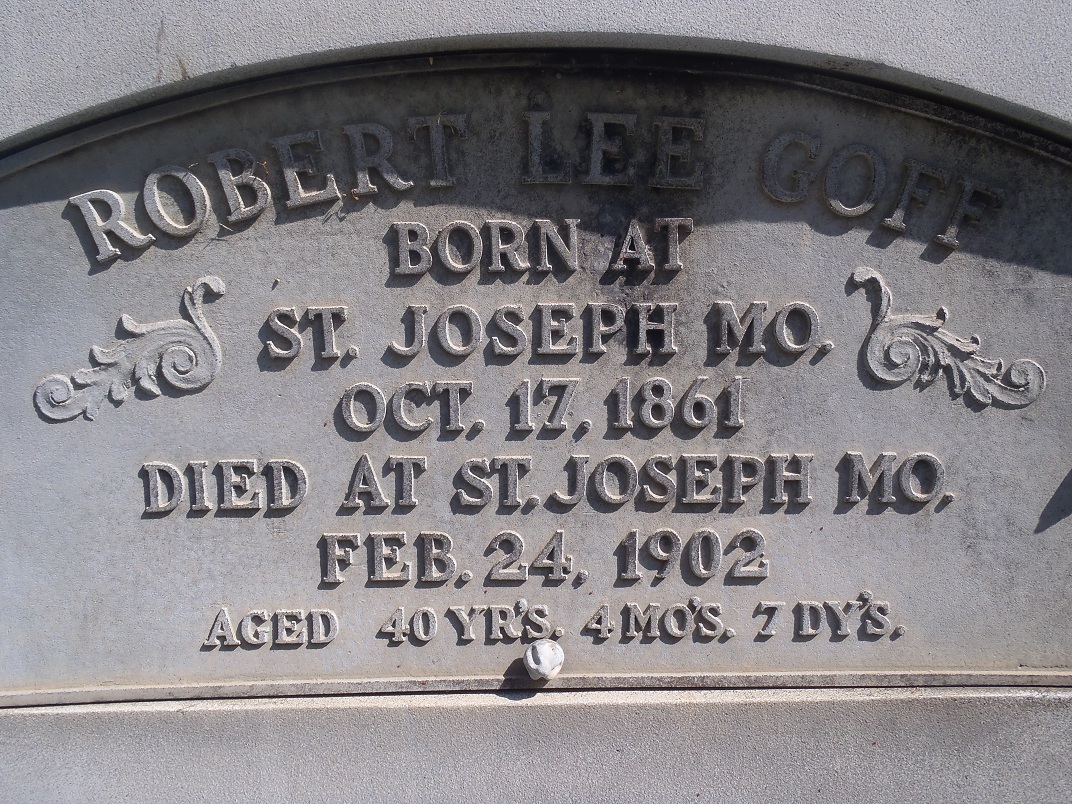 ROBERT LEE GOFF
BORN AT
ST. JOSEPH MO.
OCT. 17, 1861
DIED AT ST. JOSEPH MO.
FEB. 24, 1902
AGED 40 YR'S. 4 MO'S. 7 DY'S.